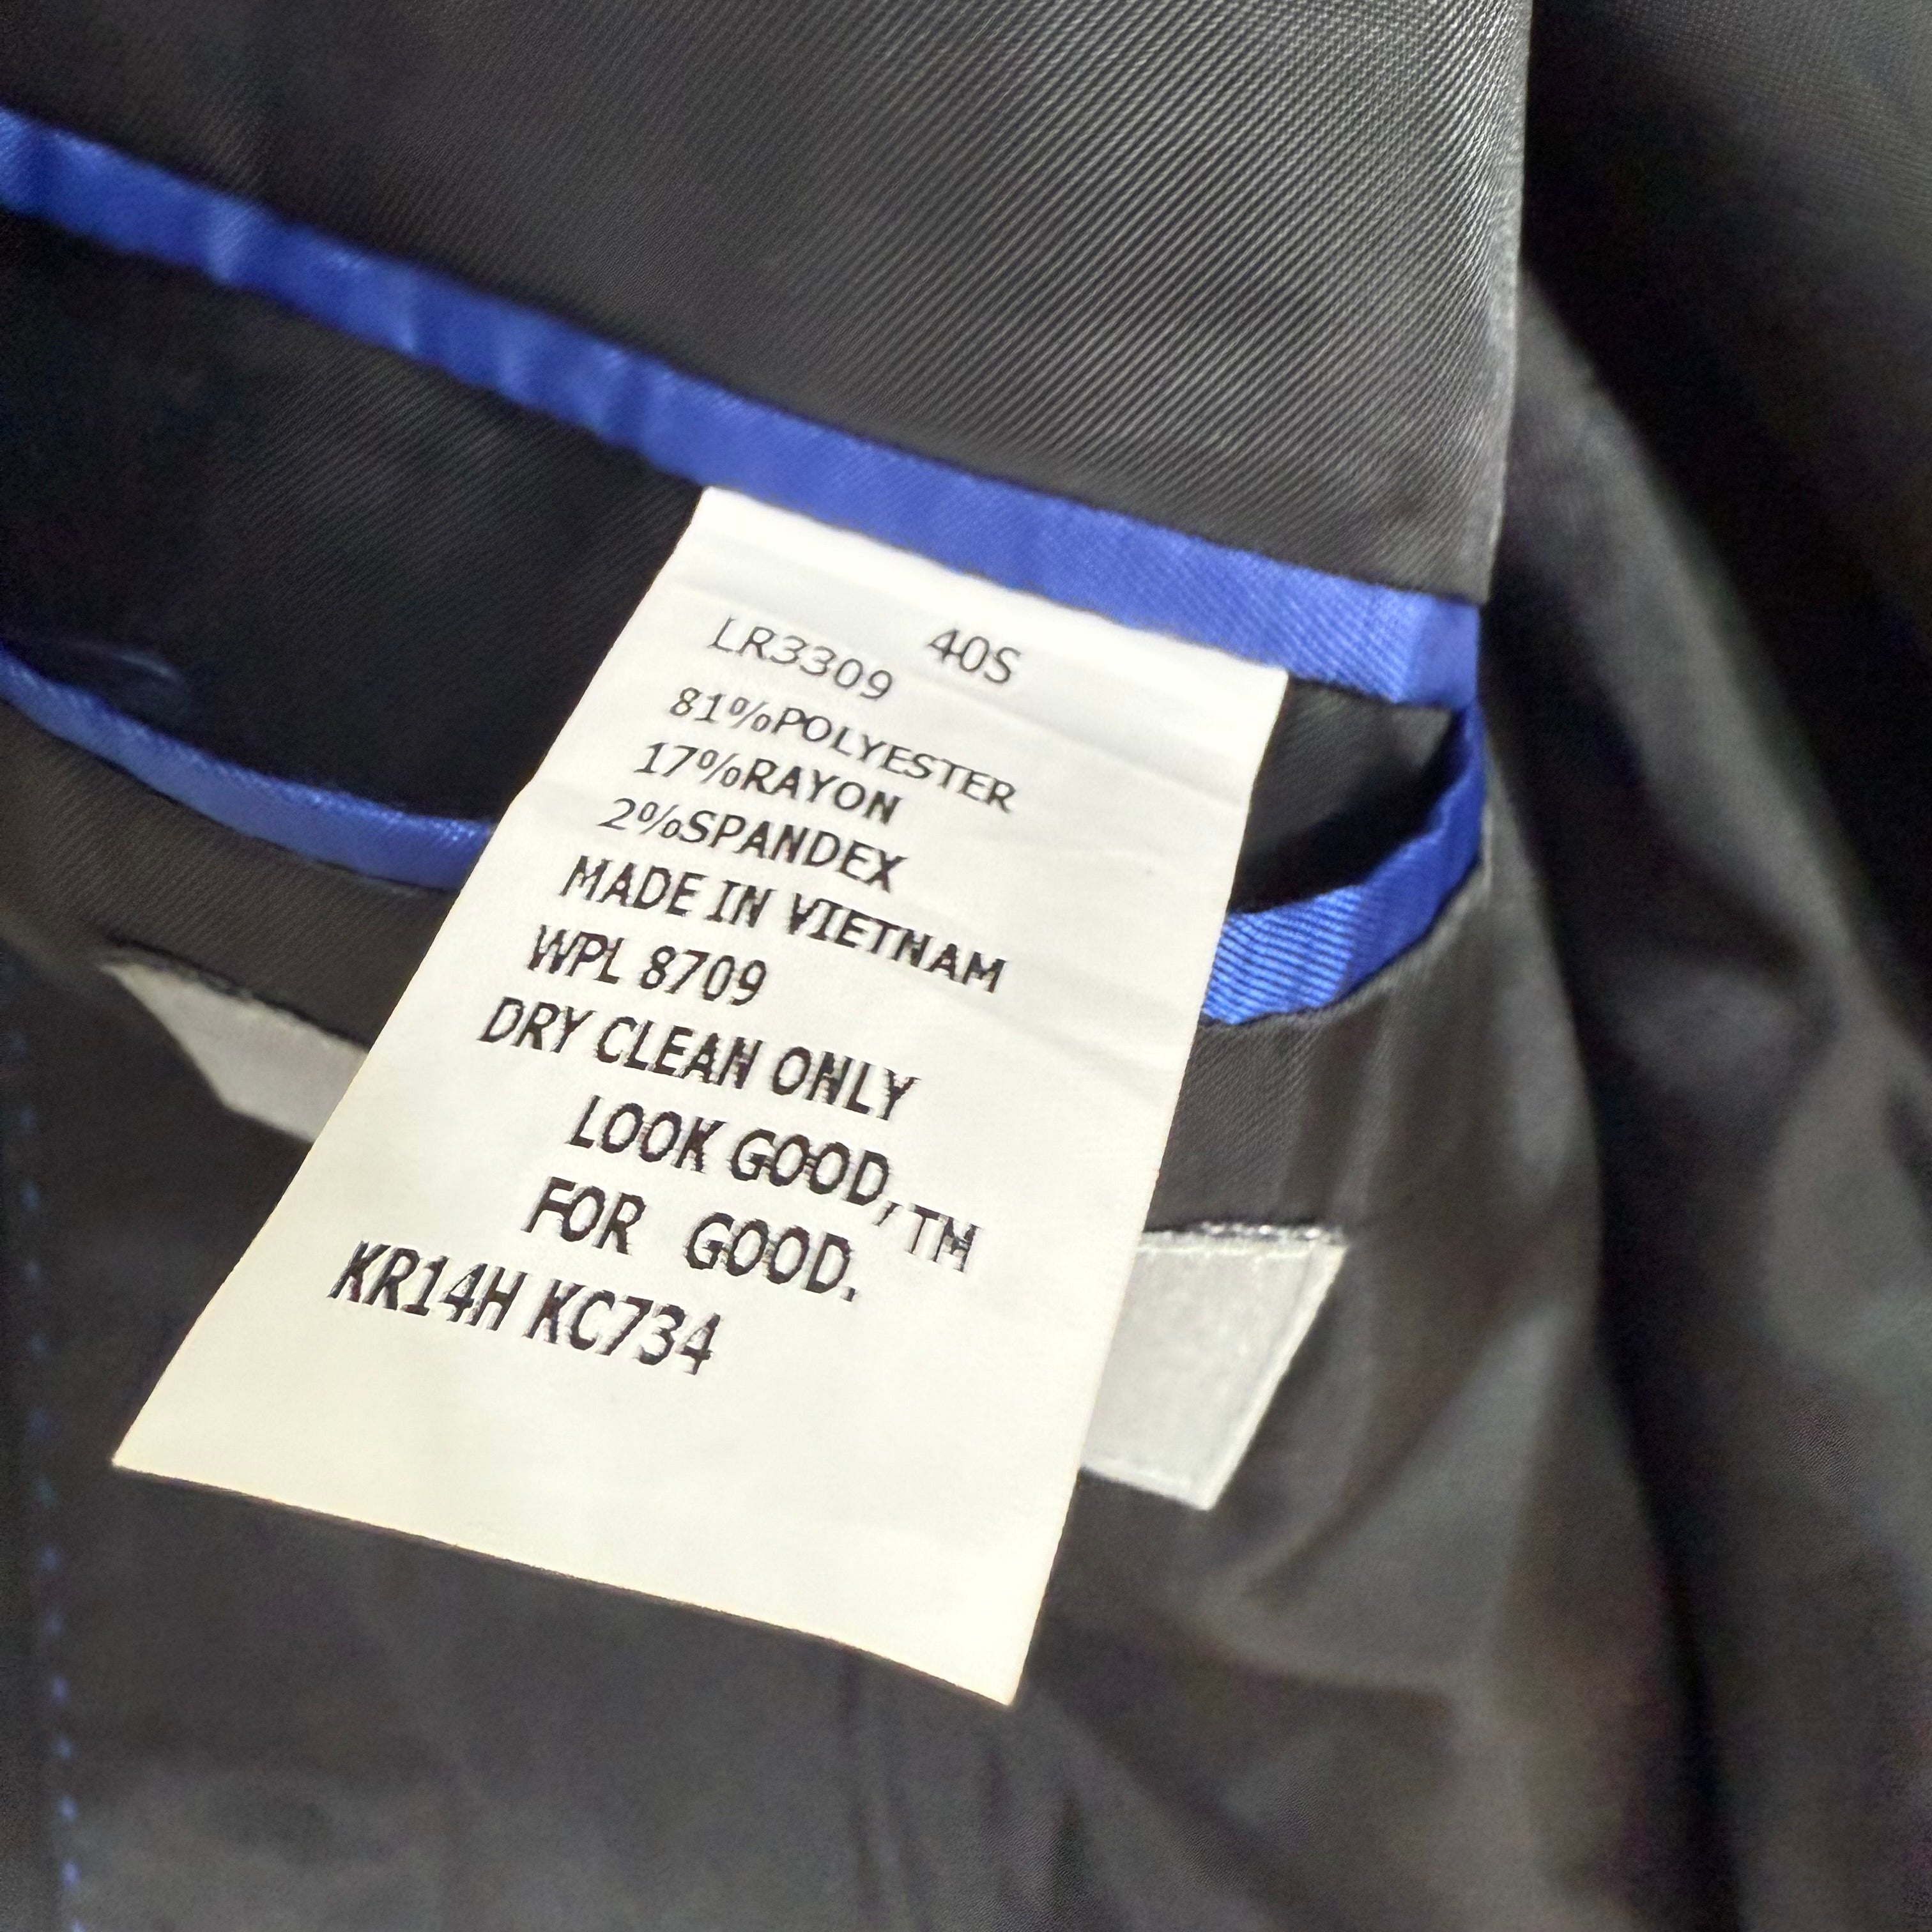 40S
LR3309
81%POLYESTER
17%RAYON
2%SPANDEX
MADE IN VIETNAM
WPL 8709
DRY CLEAN ONLY
LOOK GOOD,™
FOR GOOD.
KR14H KC734